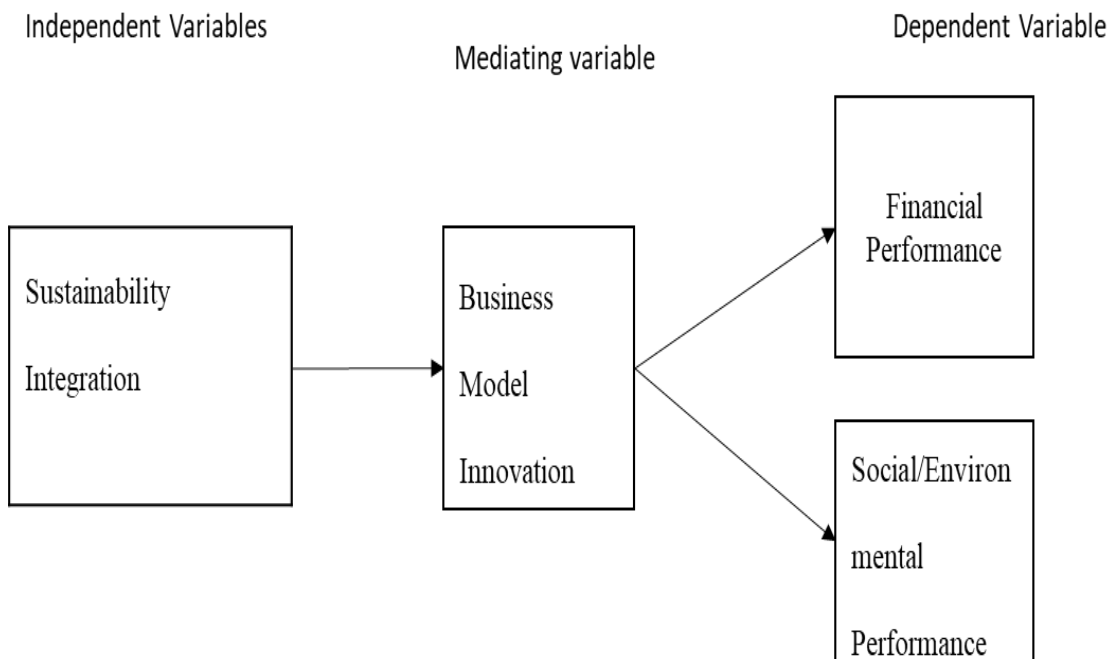 Independent Variables
Mediating variable
Dependent Variable
Sustainability
Integration
Business
Model
Innovation
Financial
Performance
Social/Environ
mental
Performance